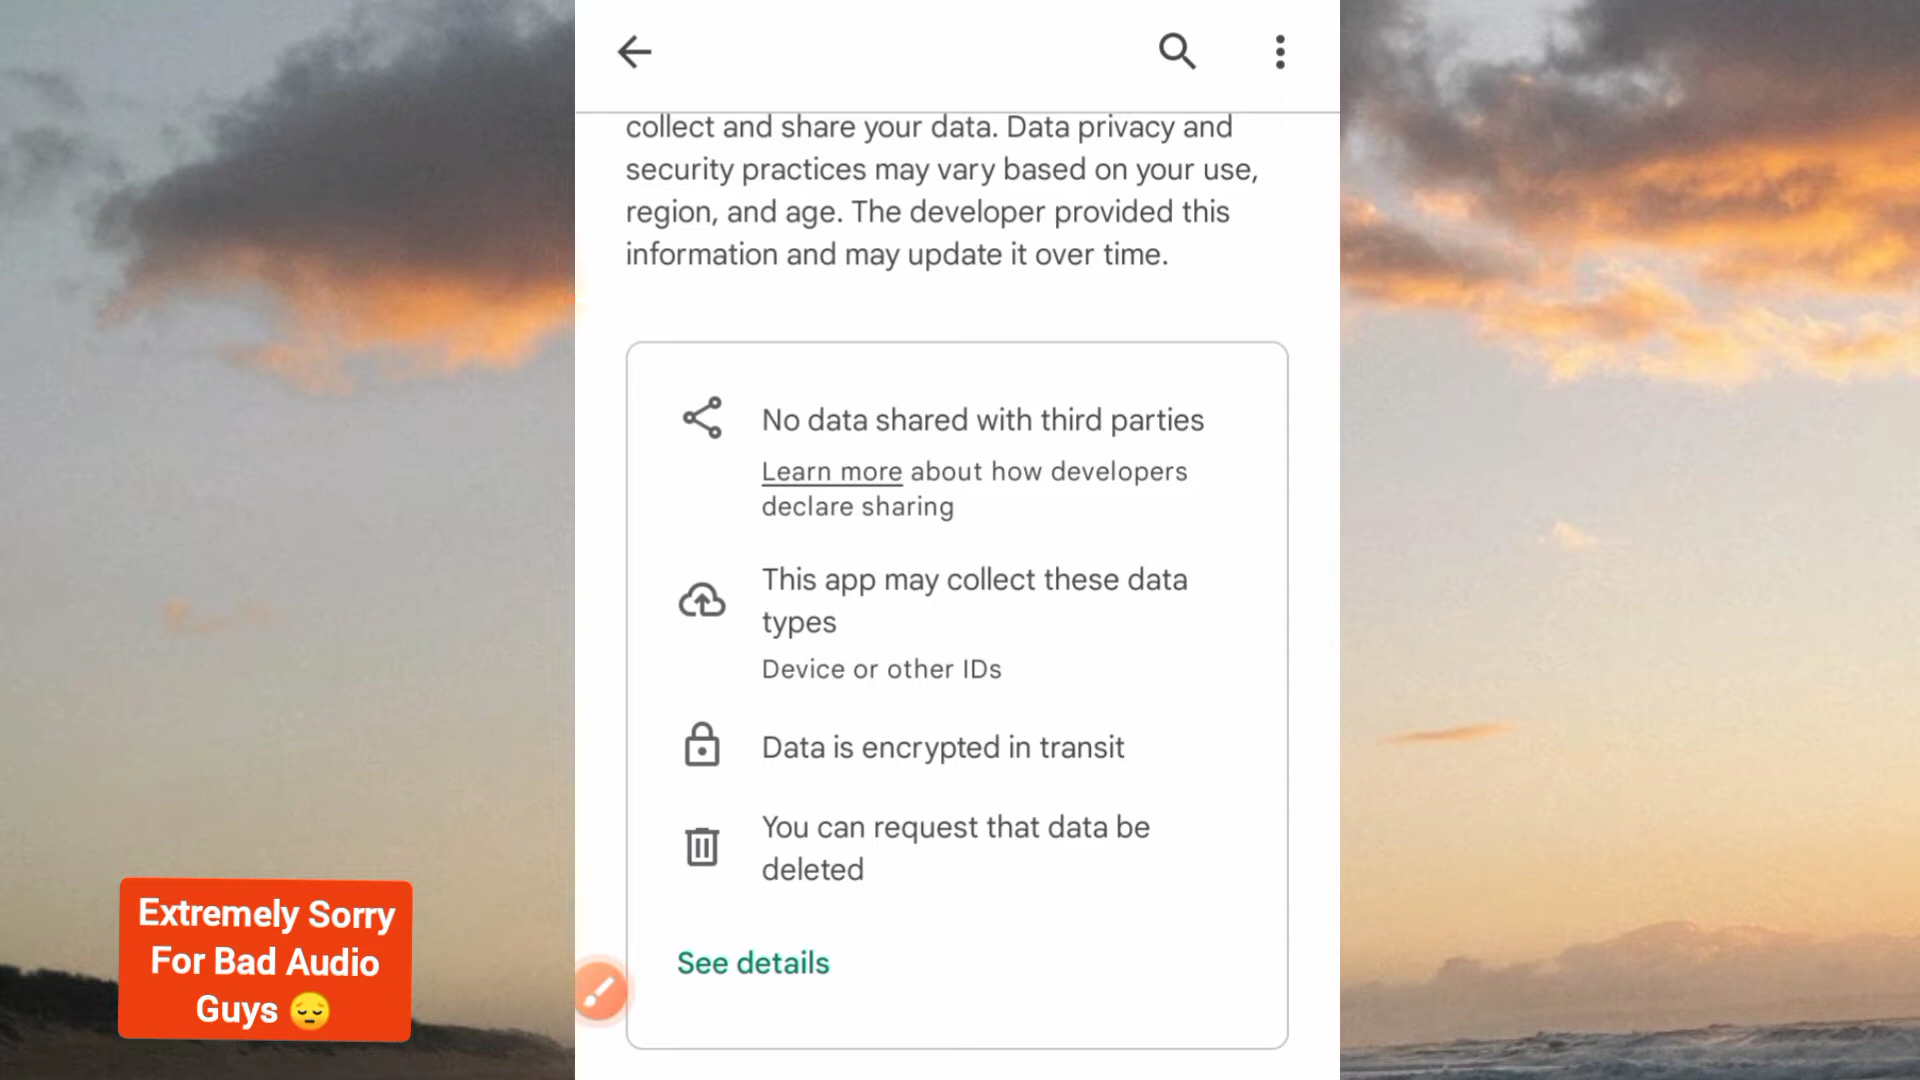 collect and share your data. Data privacy and
security practices may vary based on your use,
region, and age. The developer provided this
information and may update it over time.
No data shared with third parties
Learn more about how developers
declare sharing
This app may collect these data
types
Device or other IDs
Data is encrypted in transit
You can request that data be
deleted
See details
Extremely Sorry
For Bad Audio
Guys 😔